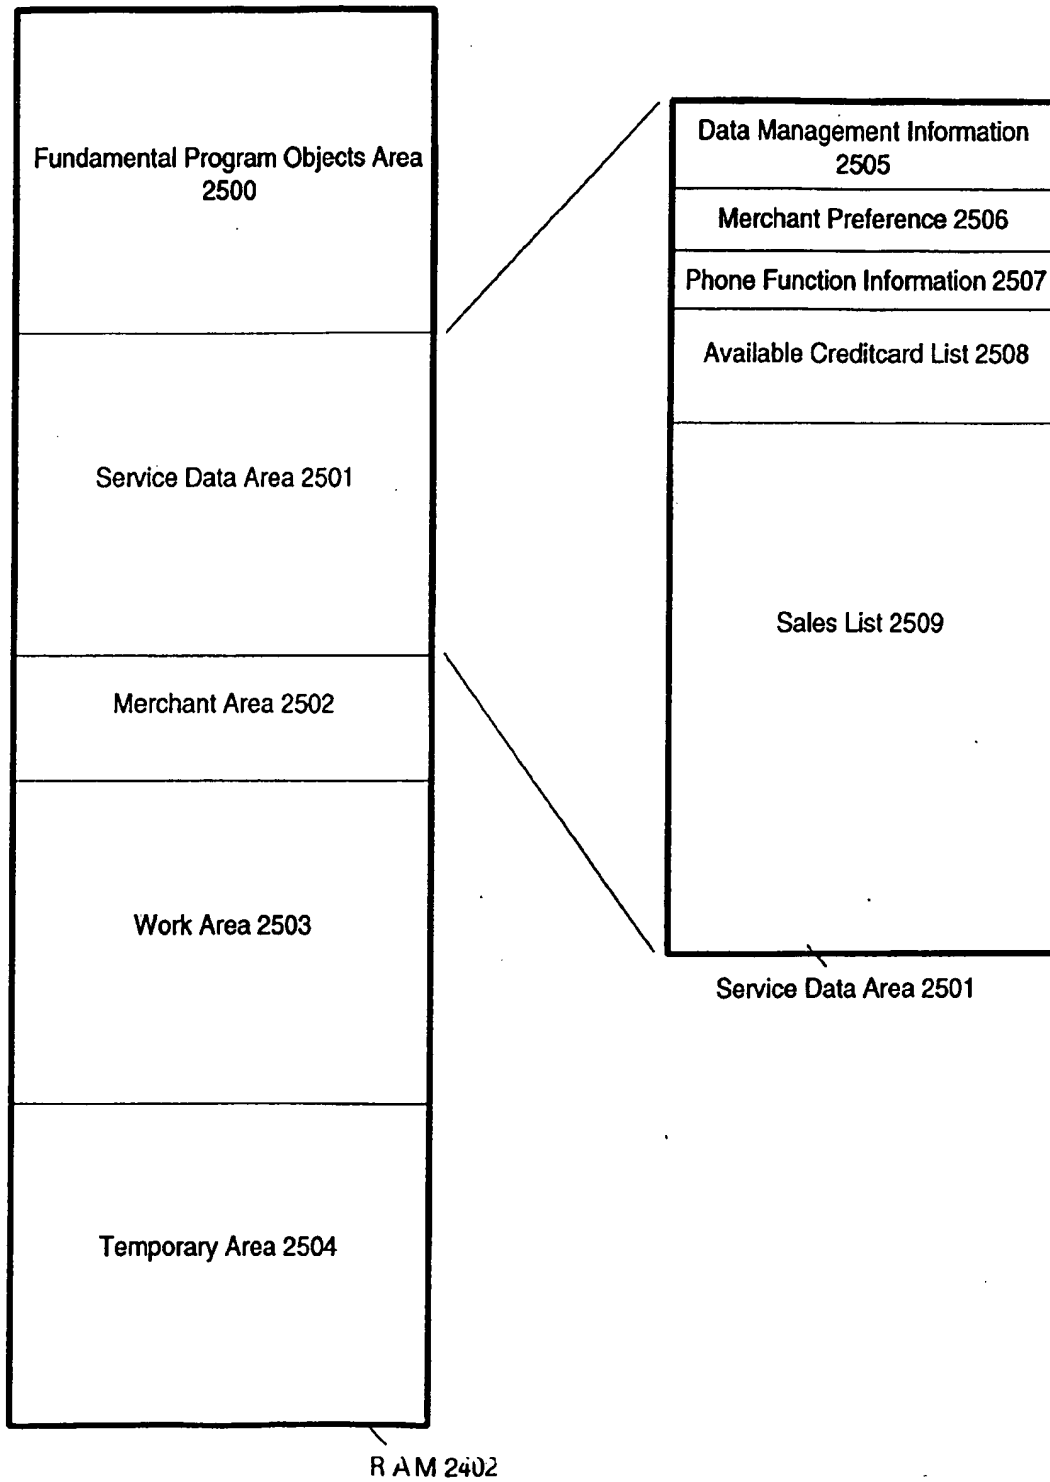 Fundamental Program Objects Area
2500
Service Data Area 2501
Merchant Area 2502
Work Area 2503
Temporary Area 2504
RAM 2402
Data Management Information
2505
Merchant Preference 2506
Phone Function Information 2507
Available Creditcard List 2508
Sales List 2509
Service Data Area 2501